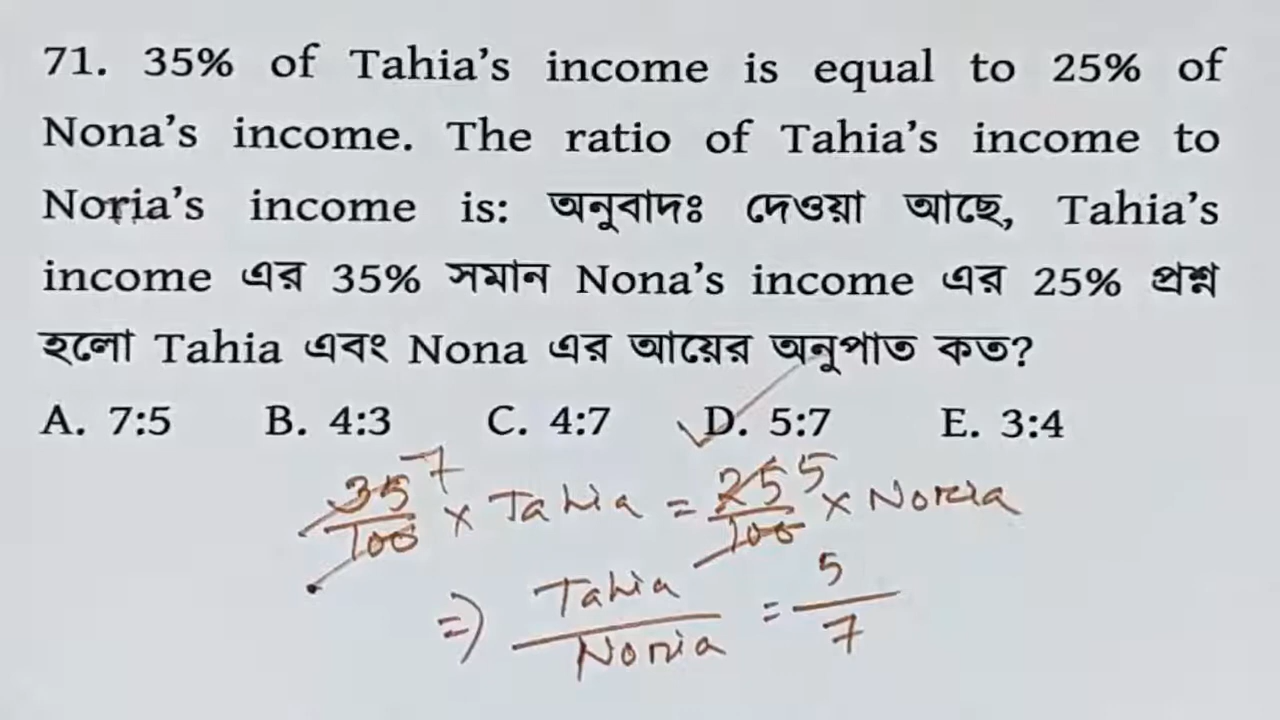 71. 35% of Tahia’s income is equal to 25% of
Nona’s income. The ratio of Tahia’s income to
Noria’s income is: অনুবাদঃ দেওয়া আছে, Tahia’s
income এর 35% সমান Nona’s income এর 25% প্রশ্ন
হলো Tahia এবং Nona এর আয়ের অনুপাত কত?
A. 7:5 B. 4:3 C. 4:7 D. 5:7 E. 3:4
35/100 7 × Tahia = 25/100 5 × Noria
⇒ Tahia/Noria = 5/7